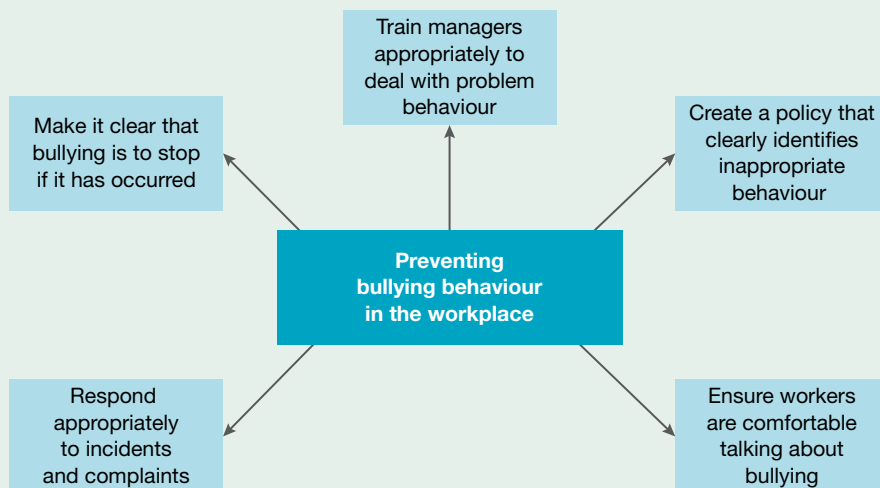 Train managers
appropriately to
deal with problem
behaviour
Make it clear that
bullying is to stop
if it has occurred
Create a policy that
clearly identifies
inappropriate
behaviour
Preventing
bullying behaviour
in the workplace
Respond
appropriately
to incidents
and complaints
Ensure workers
are comfortable
talking about
bullying